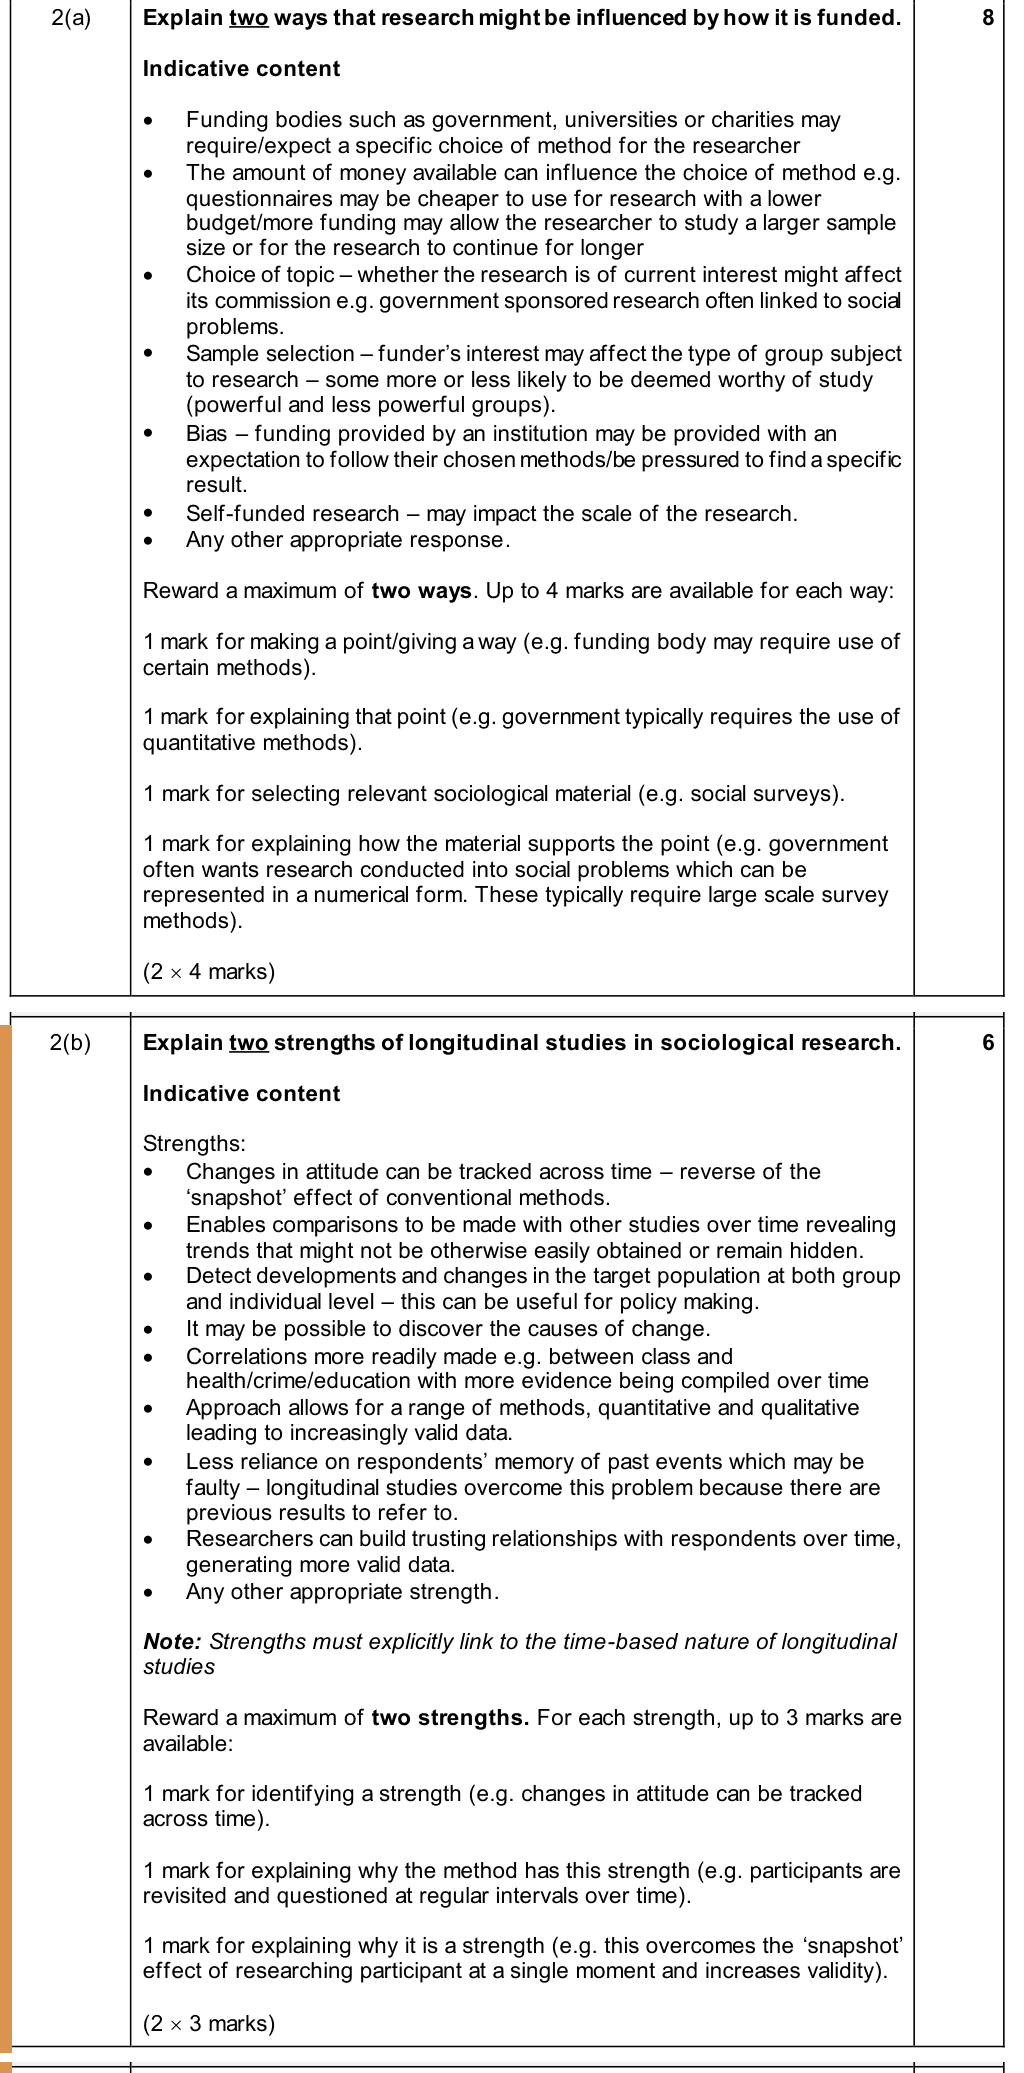 2(a) Explain two ways that research might be influenced by how it is funded. 8
Indicative content
• Funding bodies such as government, universities or charities may
require/expect a specific choice of method for the researcher
• The amount of money available can influence the choice of method e.g.
questionnaires may be cheaper to use for research with a lower
budget/more funding may allow the researcher to study a larger sample
size or for the research to continue for longer
• Choice of topic – whether the research is of current interest might affect
its commission e.g. government sponsored research often linked to social
problems.
• Sample selection – funder’s interest may affect the type of group subject
to research – some more or less likely to be deemed worthy of study
(powerful and less powerful groups).
• Bias – funding provided by an institution may be provided with an
expectation to follow their chosen methods/be pressured to find a specific
result.
• Self-funded research – may impact the scale of the research.
• Any other appropriate response.
Reward a maximum of two ways. Up to 4 marks are available for each way:
1 mark for making a point/giving a way (e.g. funding body may require use of
certain methods).
1 mark for explaining that point (e.g. government typically requires the use of
quantitative methods).
1 mark for selecting relevant sociological material (e.g. social surveys).
1 mark for explaining how the material supports the point (e.g. government
often wants research conducted into social problems which can be
represented in a numerical form. These typically require large scale survey
methods).
(2 × 4 marks)
2(b) Explain two strengths of longitudinal studies in sociological research. 6
Indicative content
Strengths:
• Changes in attitude can be tracked across time – reverse of the
‘snapshot’ effect of conventional methods.
• Enables comparisons to be made with other studies over time revealing
trends that might not be otherwise easily obtained or remain hidden.
• Detect developments and changes in the target population at both group
and individual level – this can be useful for policy making.
• It may be possible to discover the causes of change.
• Correlations more readily made e.g. between class and
health/crime/education with more evidence being compiled over time
• Approach allows for a range of methods, quantitative and qualitative
leading to increasingly valid data.
• Less reliance on respondents’ memory of past events which may be
faulty – longitudinal studies overcome this problem because there are
previous results to refer to.
• Researchers can build trusting relationships with respondents over time,
generating more valid data.
• Any other appropriate strength.
Note: Strengths must explicitly link to the time-based nature of longitudinal
studies
Reward a maximum of two strengths. For each strength, up to 3 marks are
available:
1 mark for identifying a strength (e.g. changes in attitude can be tracked
across time).
1 mark for explaining why the method has this strength (e.g. participants are
revisited and questioned at regular intervals over time).
1 mark for explaining why it is a strength (e.g. this overcomes the ‘snapshot’
effect of researching participant at a single moment and increases validity).
(2 × 3 marks)